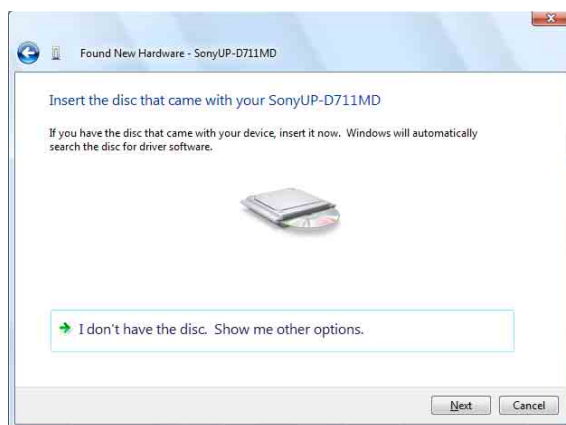 Found New Hardware - SonyUP-D711MD
Insert the disc that came with your SonyUP-D711MD
If you have the disc that came with your device, insert it now.  Windows will automatically
search the disc for driver software.
I don't have the disc.  Show me other options.
Next Cancel